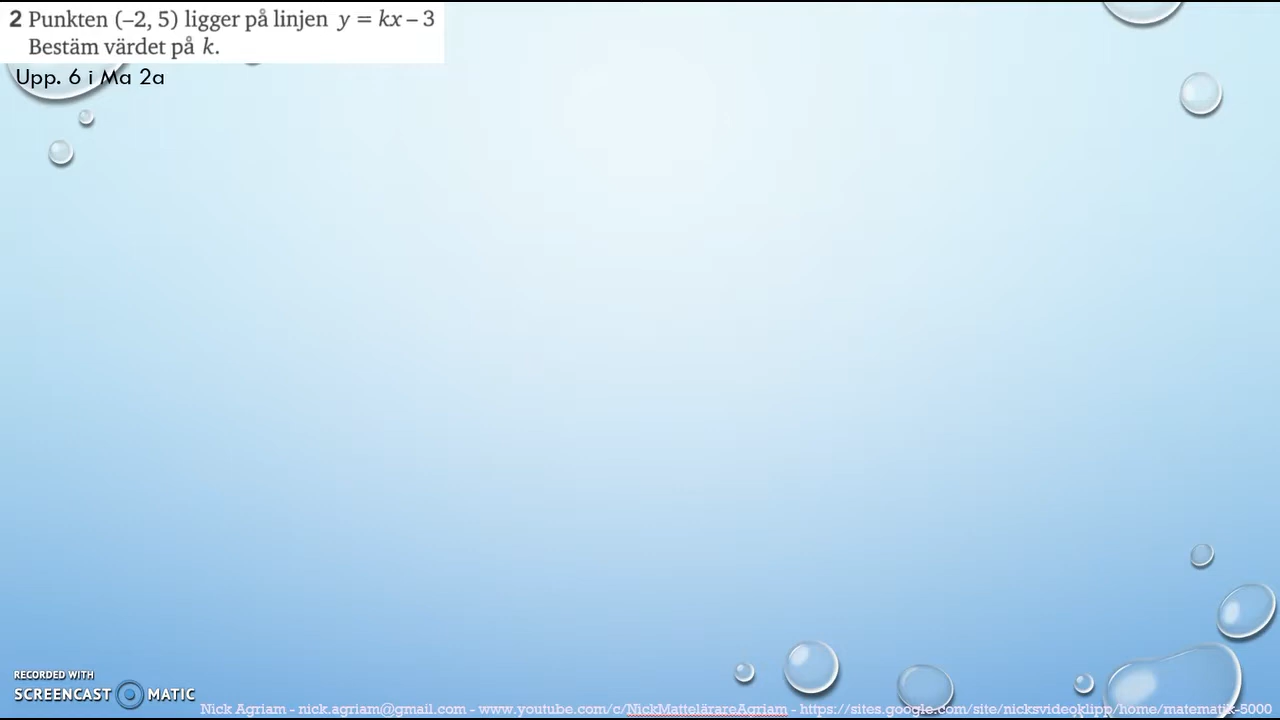 2 Punkten (–2, 5) ligger på linjen y = kx – 3
Bestäm värdet på k.
Upp. 6 i Ma 2a
RECORDED WITH
SCREENCAST MATIC
Nick Agriam - nick.agriam@gmail.com - www.youtube.com/c/NickMattelärareAgriam - https://sites.google.com/site/nicksvideoklipp/home/matematik-5000